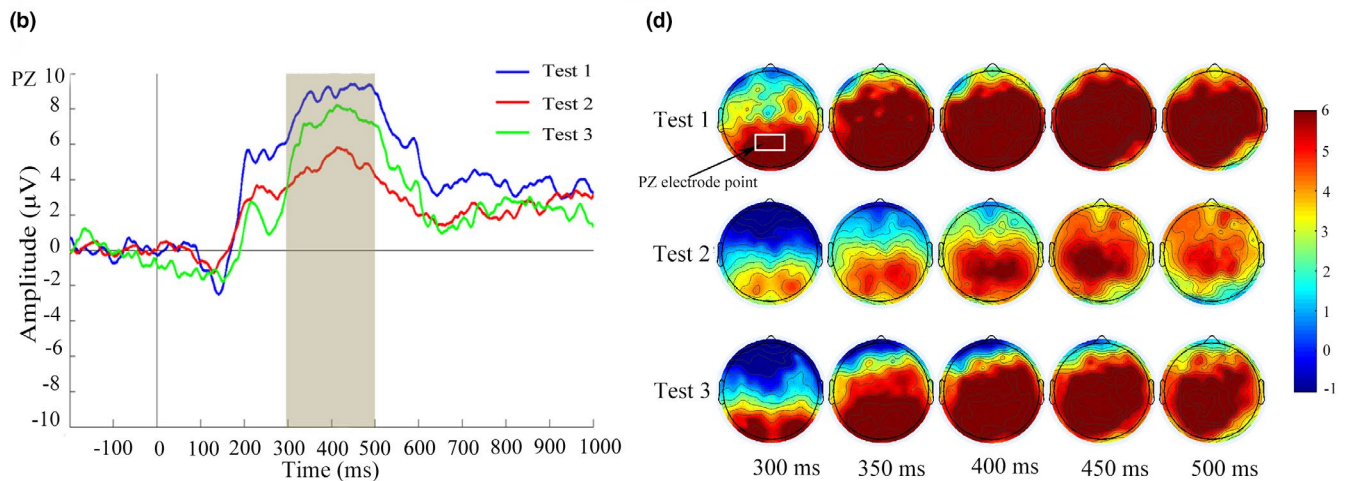 (b)
PZ
Amplitude (µV)
10
8
6
4
2
0
-2
-4
-6
-8
-10
-100 0 100 200 300 400 500 600 700 800 900 1000
Time (ms)
Test 1
Test 2
Test 3
(d)
Test 1
PZ electrode point
Test 2
Test 3
300 ms 350 ms 400 ms 450 ms 500 ms
6
5
4
3
2
1
0
-1